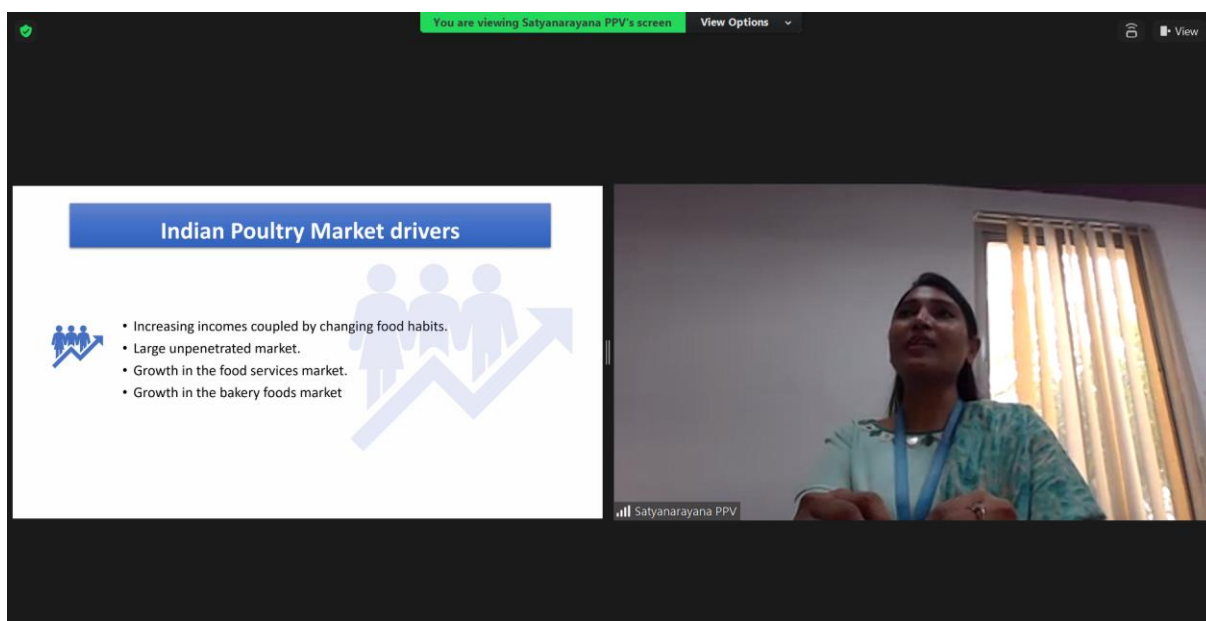 You are viewing Satyanarayana PPV's screen
View Options
View
Indian Poultry Market drivers
• Increasing incomes coupled by changing food habits.
• Large unpenetrated market.
• Growth in the food services market.
• Growth in the bakery foods market
Satyanarayana PPV